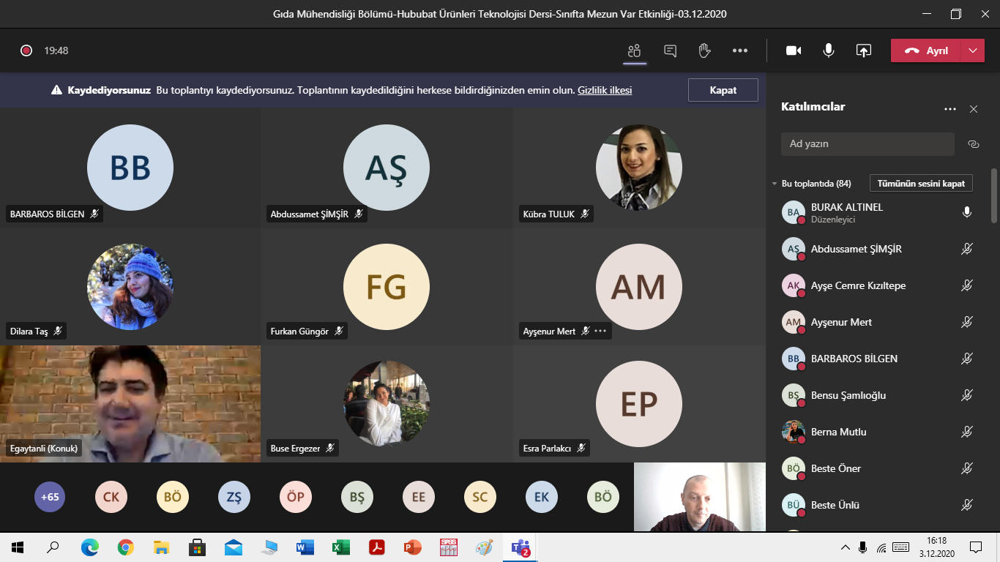 Gıda Mühendisliği Bölümü-Hububat Ürünleri Teknolojisi Dersi-Sınıfta Mezun Var Etkinliği-03.12.2020
19:48
Ayrıl
Kaydediyorsunuz Bu toplantıyı kaydediyorsunuz. Toplantının kaydedildiğini herkese bildirdiğinizden emin olun. Gizlilik ilkesi
Kapat
BB
BARBAROS BİLGEN
AŞ
Abdussamet ŞİMŞİR
Kübra TULUK
Dilara Taş
FG
Furkan Güngör
AM
Ayşenur Mert
Egaytanli (Konuk)
Buse Ergezer
EP
Esra Parlakcı
+65
CK
BÖ
ZŞ
ÖP
BŞ
EE
SC
EK
BÖ
Katılımcılar
Ad yazın
Bu toplantıda (84)
Tümünün sesini kapat
BA
BURAK ALTINEL
Düzenleyici
AŞ
Abdussamet ŞİMŞİR
AK
Ayşe Cemre Kızıltepe
AM
Ayşenur Mert
BB
BARBAROS BİLGEN
BŞ
Bensu Şamlıoğlu
Berna Mutlu
BÖ
Beste Öner
BÜ
Beste Ünlü
SPSS
2
16:18
3.12.2020